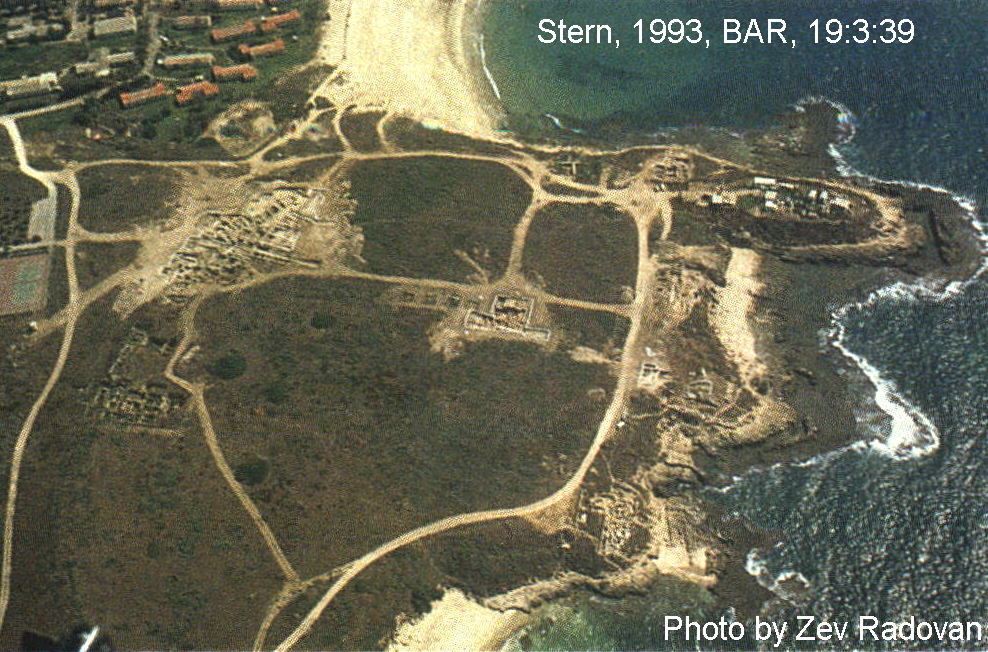 Stern, 1993, BAR, 19:3:39
Photo by Zev Radovan